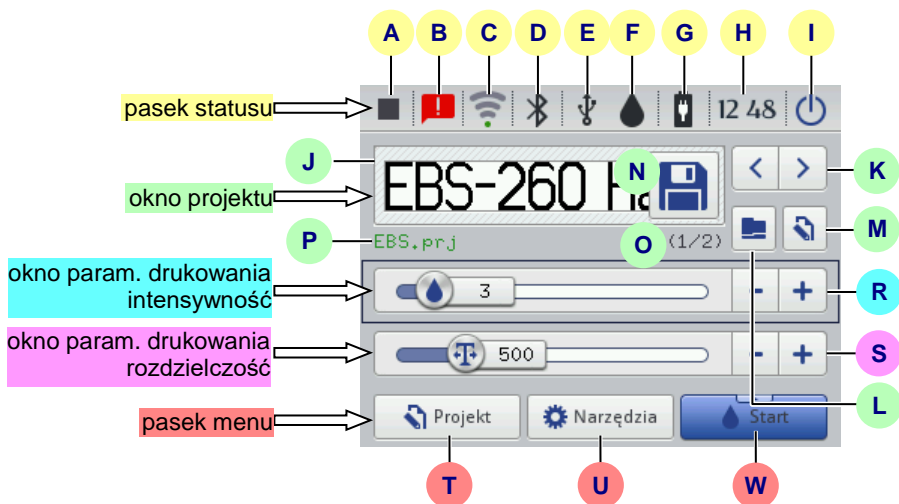 A B C D E F G H I
pasek statusu
12 48
J
EBS-260 Ha
N
K
okno projektu
P
EBS.prj
O
(1/2)
M
okno param. drukowania
intensywność
3
- +
R
okno param. drukowania
rozdzielczość
500
- +
S
L
pasek menu
Projekt
Narzędzia
Start
T
U
W